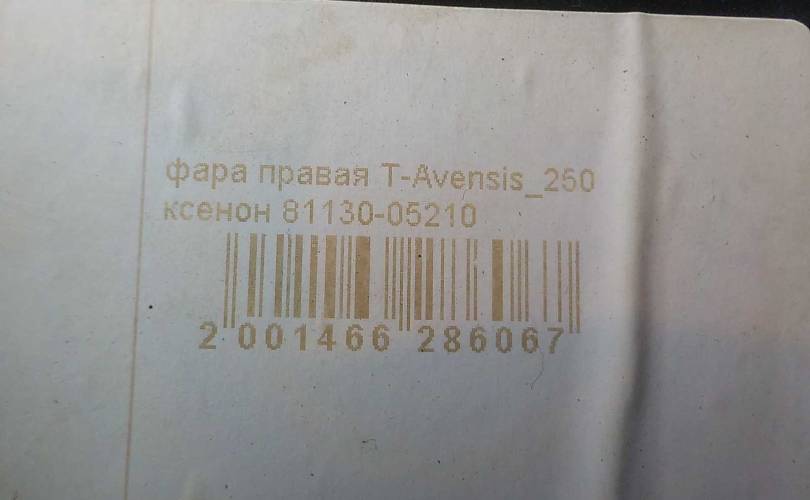 фара правая T-Avensis_250
ксенон 81130-05210
2 001466 286067